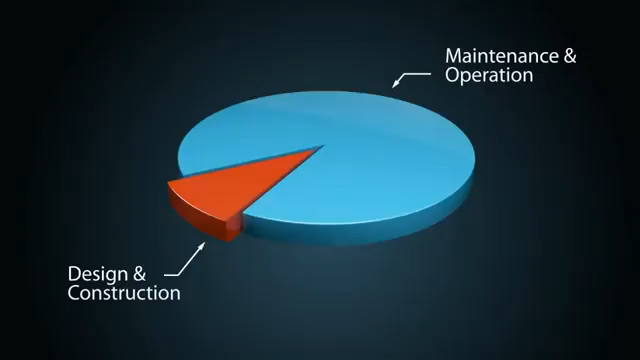 Maintenance &
Operation
Design &
Construction